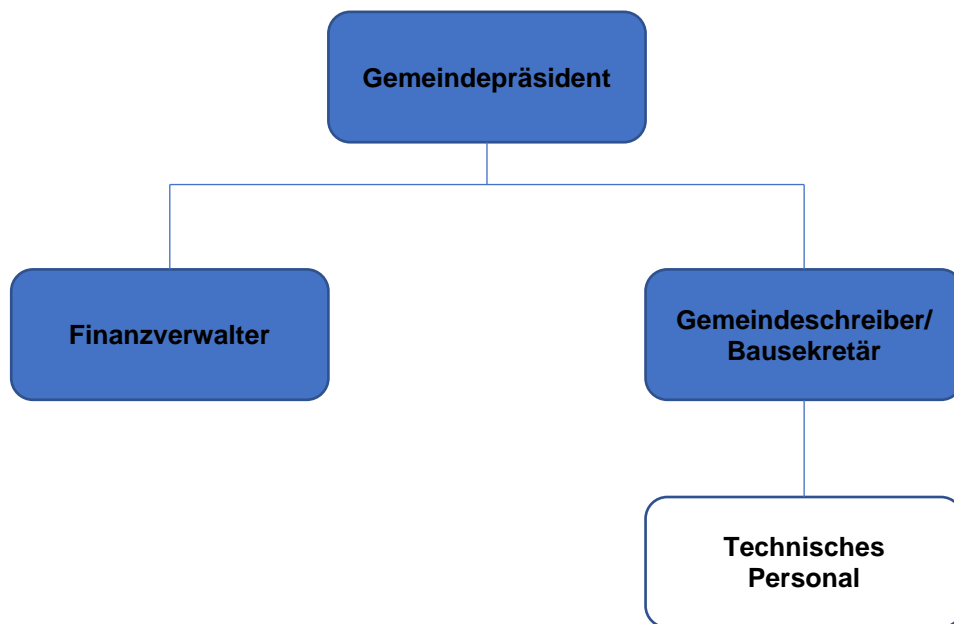 Gemeindepräsident
Finanzverwalter
Gemeindeschreiber/
Bausekretär
Technisches
Personal